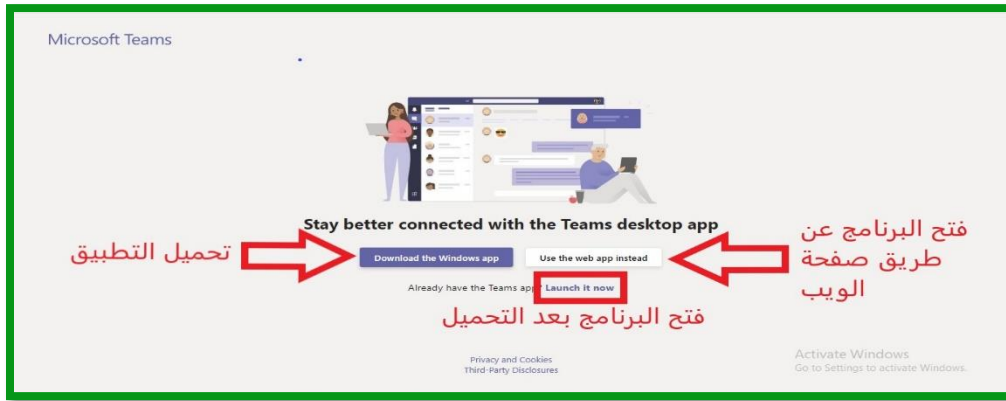 Microsoft Teams
Stay better connected with the Teams desktop app
تحميل التطبيق
Download the Windows app
Use the web app instead
فتح البرنامج عن
طريق صفحة
الويب
Already have the Teams app? Launch it now
فتح البرنامج بعد التحميل
Privacy and Cookies
Third-Party Disclosures
Activate Windows
Go to Settings to activate Windows.